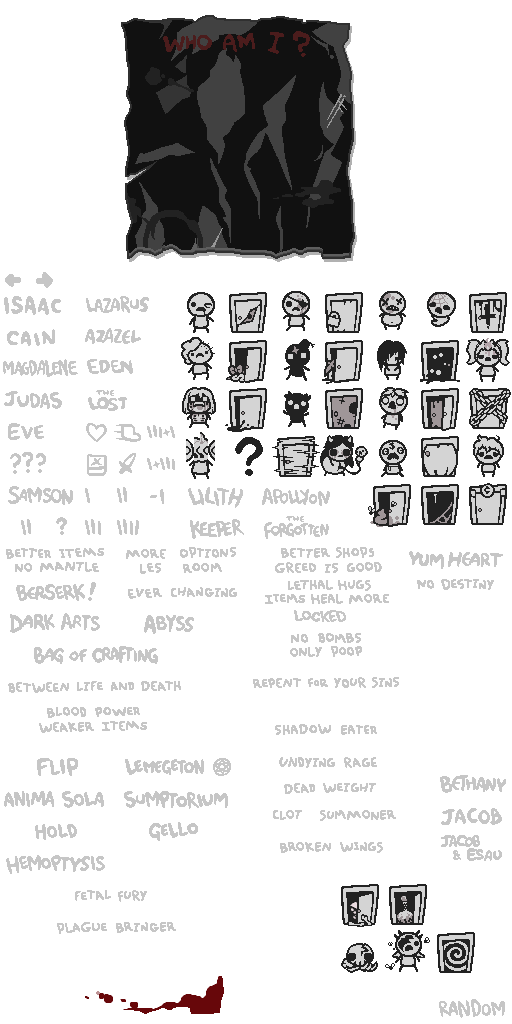 WHO AM I?
ISAAC LAZARUS
CAIN AZAZEL
MAGDALENE EDEN
JUDAS THE LOST
EVE
???
SAMSON LILITH APOLLYON
? KEEPER THE FORGOTTEN
BETTER ITEMS MORE OPTIONS BETTER SHOPS
NO MANTLE LES ROOM GREED IS GOOD YUM HEART
LETHAL HUGS NO DESTINY
BERSERK! EVER CHANGING ITEMS HEAL MORE
DARK ARTS ABYSS LOCKED
NO BOMBS
BAG OF CRAFTING ONLY POOP
BETWEEN LIFE AND DEATH REPENT FOR YOUR SINS
BLOOD POWER
WEAKER ITEMS SHADOW EATER
FLIP LEMEGETON UNDYING RAGE
DEAD WEIGHT BETHANY
ANIMA SOLA SUMPTORIUM
CLOT SUMMONER JACOB
HOLD GELLO
BROKEN WINGS JACOB & ESAU
HEMOPTYSIS
FETAL FURY
PLAGUE BRINGER
RANDOM